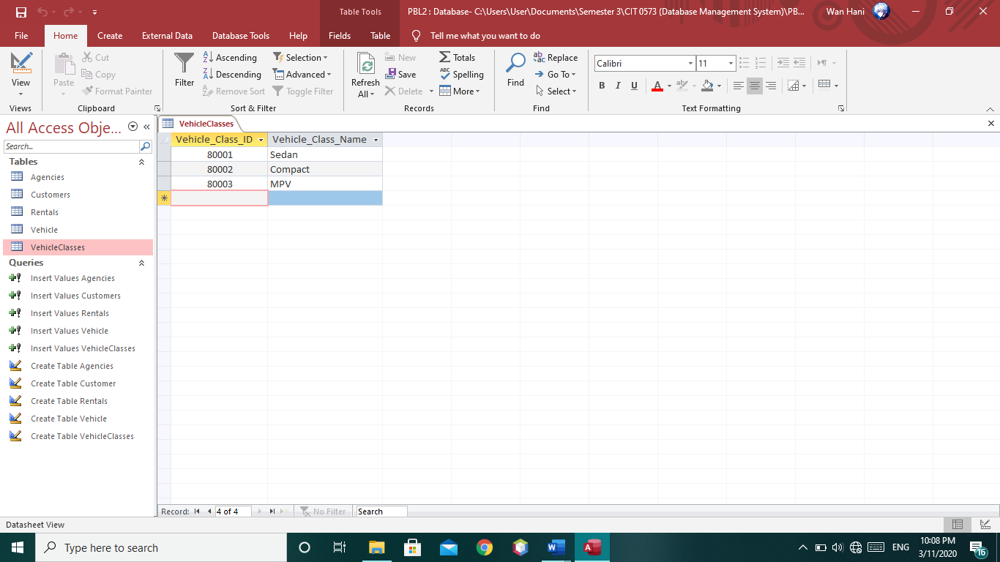 Table Tools
PBL2 : Database- C:\Users\User\Documents\Semester 3\CIT 0573 (Database Management System)\PB...
Wan Hani
File Home Create External Data Database Tools Help Fields Table Tell me what you want to do
View
Views
Paste
Cut
Copy
Format Painter
Clipboard
Filter
Ascending
Descending
Remove Sort
Selection
Advanced
Toggle Filter
Sort & Filter
Refresh
All
New
Save
Delete
Totals
Spelling
More
Records
Find
Replace
Go To
Select
Find
Calibri 11
B I U A
Text Formatting
All Access Obje...
Search...
Tables
Agencies
Customers
Rentals
Vehicle
VehicleClasses
Queries
Insert Values Agencies
Insert Values Customers
Insert Values Rentals
Insert Values Vehicle
Insert Values VehicleClasses
Create Table Agencies
Create Table Customer
Create Table Rentals
Create Table Vehicle
Create Table VehicleClasses
VehicleClasses
Vehicle_Class_ID Vehicle_Class_Name
80001 Sedan
80002 Compact
80003 MPV
Record: 4 of 4 No Filter Search
Datasheet View
Type here to search
ENG
10:08 PM
3/11/2020
16